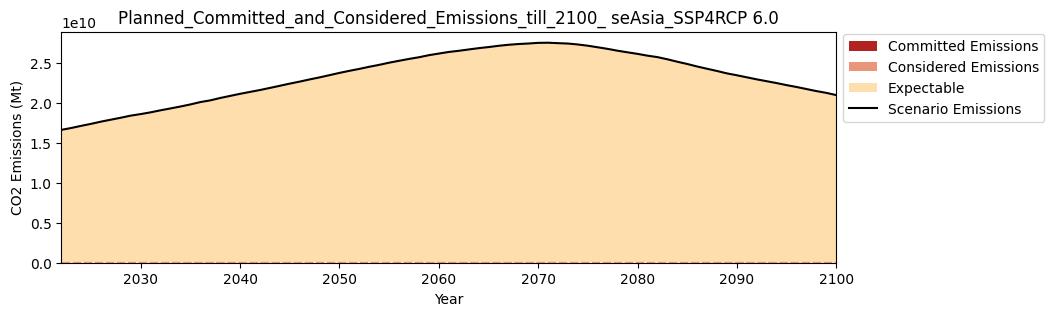 Planned_Committed_and_Considered_Emissions_till_2100_ seAsia_SSP4RCP 6.0
1e10
2.5
2.0
1.5
1.0
0.5
0.0
CO2 Emissions (Mt)
2030 2040 2050 2060 2070 2080 2090 2100
Year
Committed Emissions
Considered Emissions
Expectable
Scenario Emissions